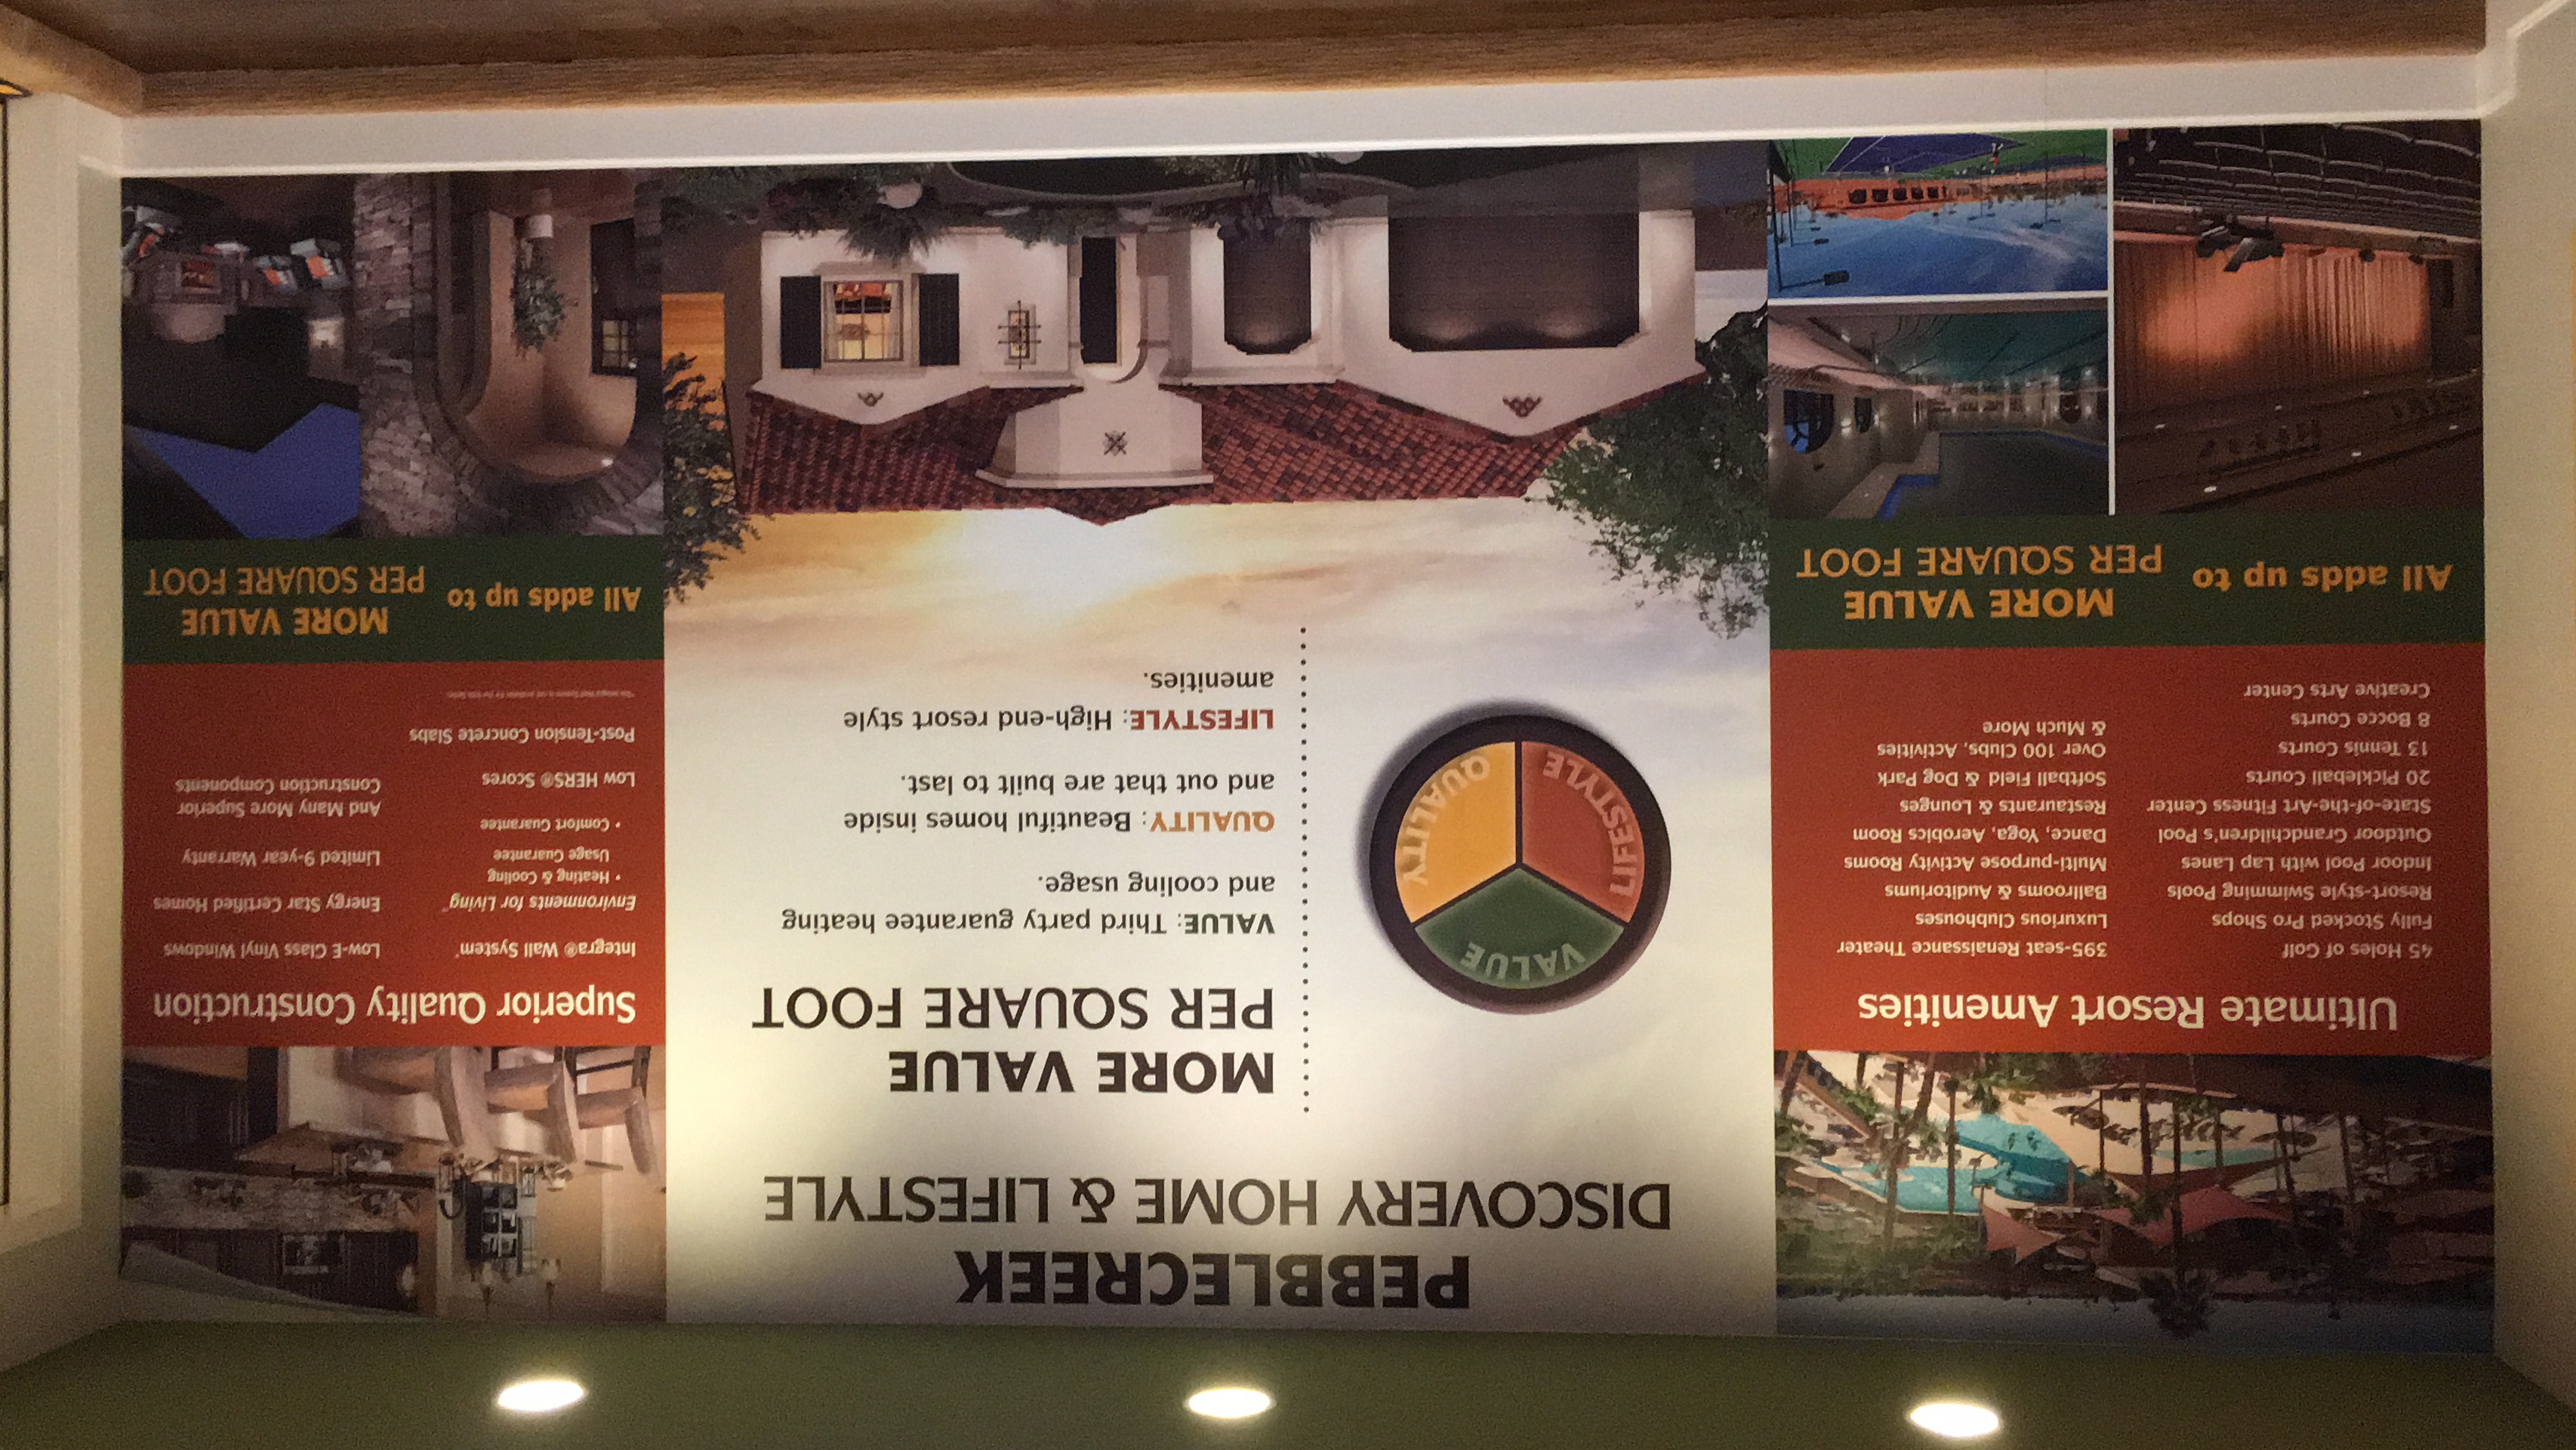 PEBBLECREEK
DISCOVERY HOME & LIFESTYLE
Ultimate Resort Amenities
45 Holes of Golf
Fully Stocked Pro Shops
Resort-style Swimming Pools
Indoor Pool with Lap Lanes
Outdoor Grandchildren's Pool
State-of-the-Art Fitness Center
20 Pickleball Courts
13 Tennis Courts
8 Bocce Courts
Creative Arts Center
395-seat Renaissance Theater
Luxurious Clubhouses
Ballrooms & Auditoriums
Multi-purpose Activity Rooms
Dance, Yoga, Aerobics Room
Restaurants & Lounges
Softball Field & Dog Park
Over 100 Clubs, Activities
& Much More
All adds up to
MORE VALUE
PER SQUARE FOOT
VALUE
LIFESTYLE
QUALITY
MORE VALUE
PER SQUARE FOOT
VALUE: Third party guarantee heating
and cooling usage.
QUALITY: Beautiful homes inside
and out that are built to last.
LIFESTYLE: High-end resort style
amenities.
Superior Quality Construction
Integra® Wall System*
Environments for Living™
• Heating & Cooling
Usage Guarantee
• Comfort Guarantee
Low HERS® Scores
Post-Tension Concrete Slabs
Low-E Glass Vinyl Windows
Energy Star Certified Homes
Limited 9-year Warranty
And Many More Superior
Construction Components
All adds up to
MORE VALUE
PER SQUARE FOOT